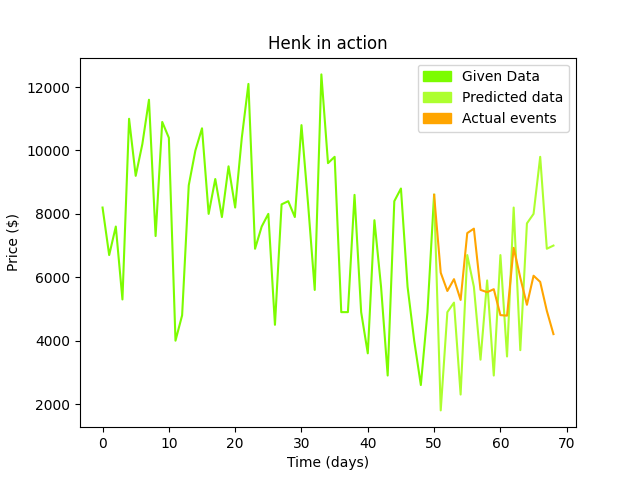 Henk in action
Given Data
Predicted data
Actual events
Price ($)
12000
10000
8000
6000
4000
2000
0 10 20 30 40 50 60 70
Time (days)